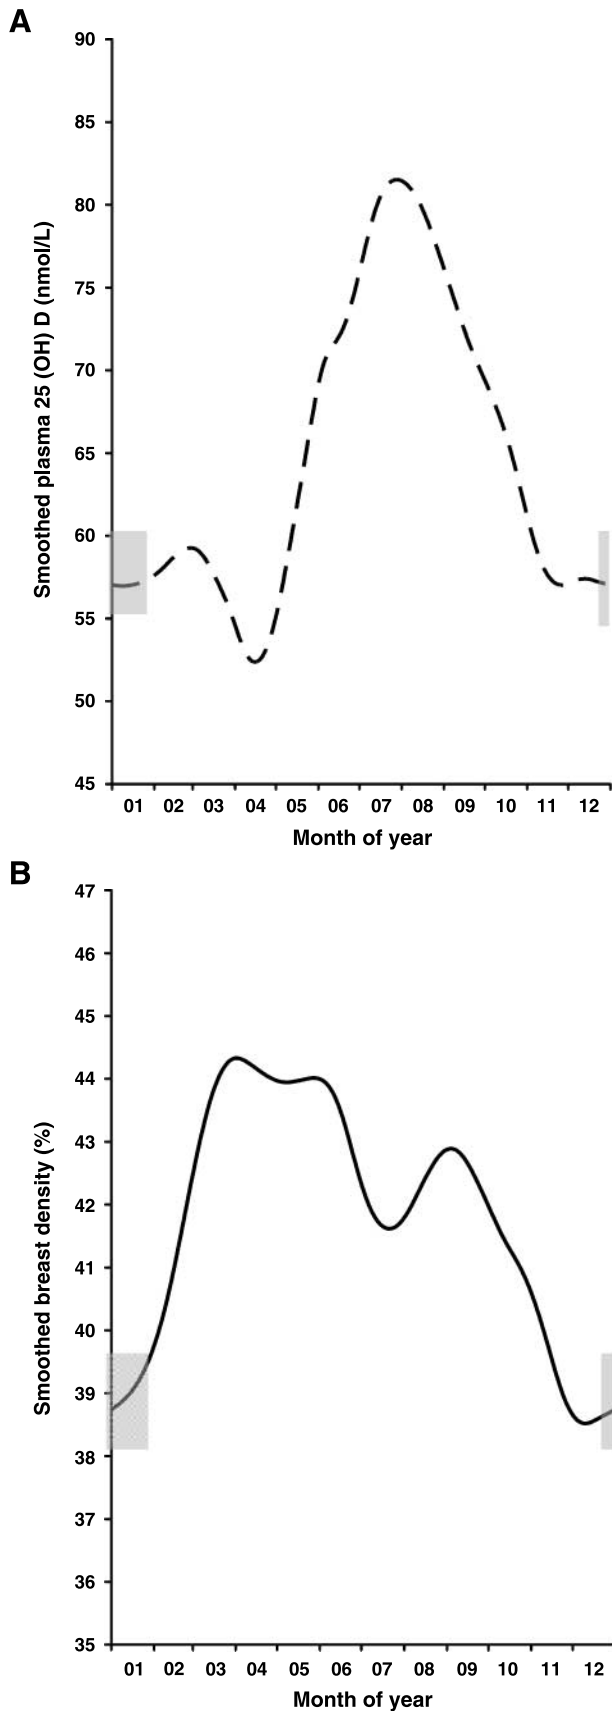 A
90
85
80
75
70
65
60
55
50
45
Smoothed plasma 25 (OH) D (nmol/L)
01 02 03 04 05 06 07 08 09 10 11 12
Month of year
B
47
46
45
44
43
42
41
40
39
38
37
36
35
Smoothed breast density (%)
01 02 03 04 05 06 07 08 09 10 11 12
Month of year